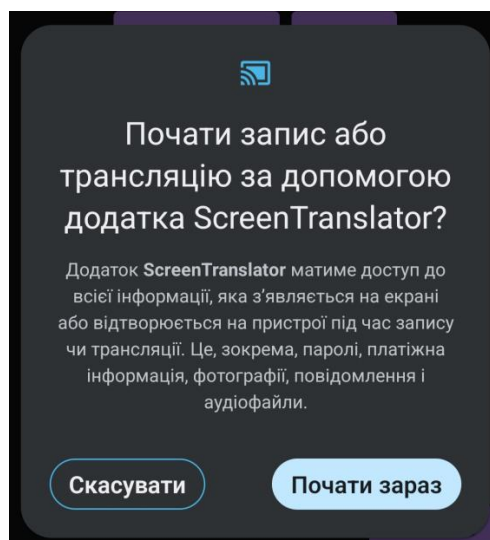 Почати запис або
трансляцію за допомогою
додатка ScreenTranslator?
Додаток ScreenTranslator матиме доступ до
всієї інформації, яка з’являється на екрані
або відтворюється на пристрої під час запису
чи трансляції. Це, зокрема, паролі, платіжна
інформація, фотографії, повідомлення і
аудіофайли.
Скасувати
Почати зараз